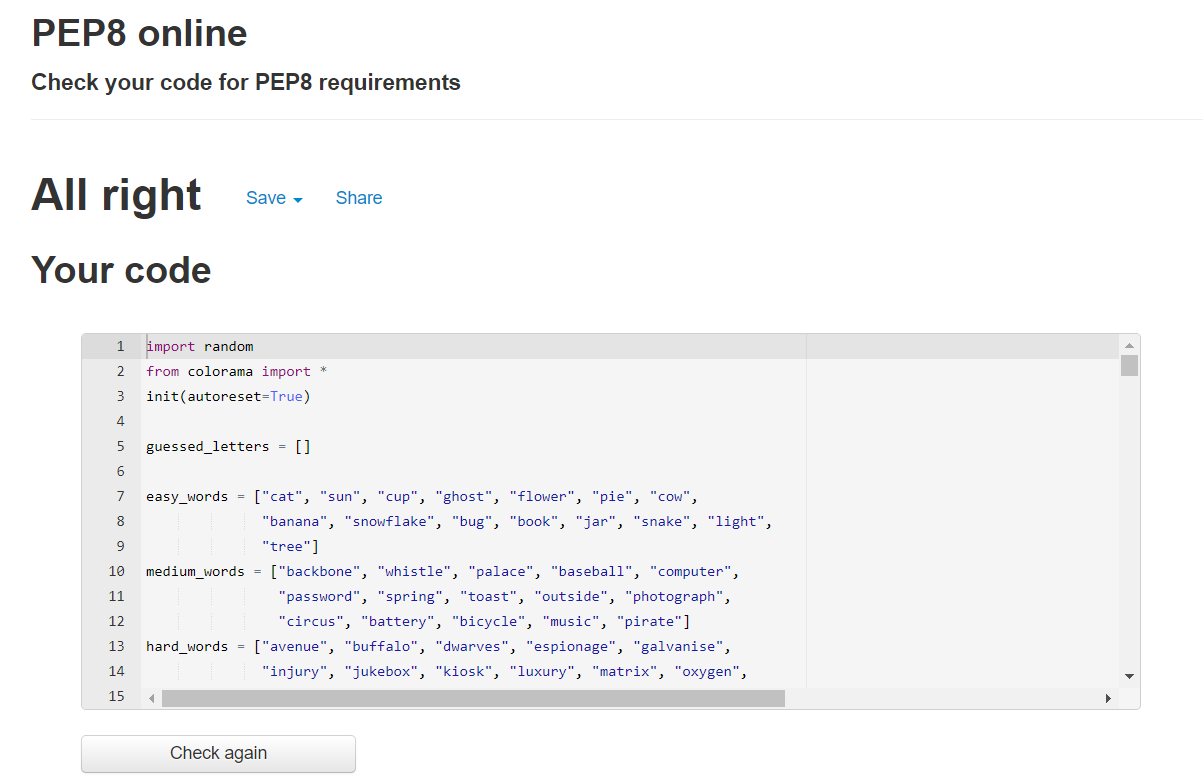 PEP8 online
Check your code for PEP8 requirements
All right Save Share
Your code
1 import random
2 from colorama import *
3 init(autoreset=True)
4
5 guessed_letters = []
6
7 easy_words = ["cat", "sun", "cup", "ghost", "flower", "pie", "cow",
8 "banana", "snowflake", "bug", "book", "jar", "snake", "light",
9 "tree"]
10 medium_words = ["backbone", "whistle", "palace", "baseball", "computer",
11 "password", "spring", "toast", "outside", "photograph",
12 "circus", "battery", "bicycle", "music", "pirate"]
13 hard_words = ["avenue", "buffalo", "dwarves", "espionage", "galvanise",
14 "injury", "jukebox", "kiosk", "luxury", "matrix", "oxygen",
15
Check again